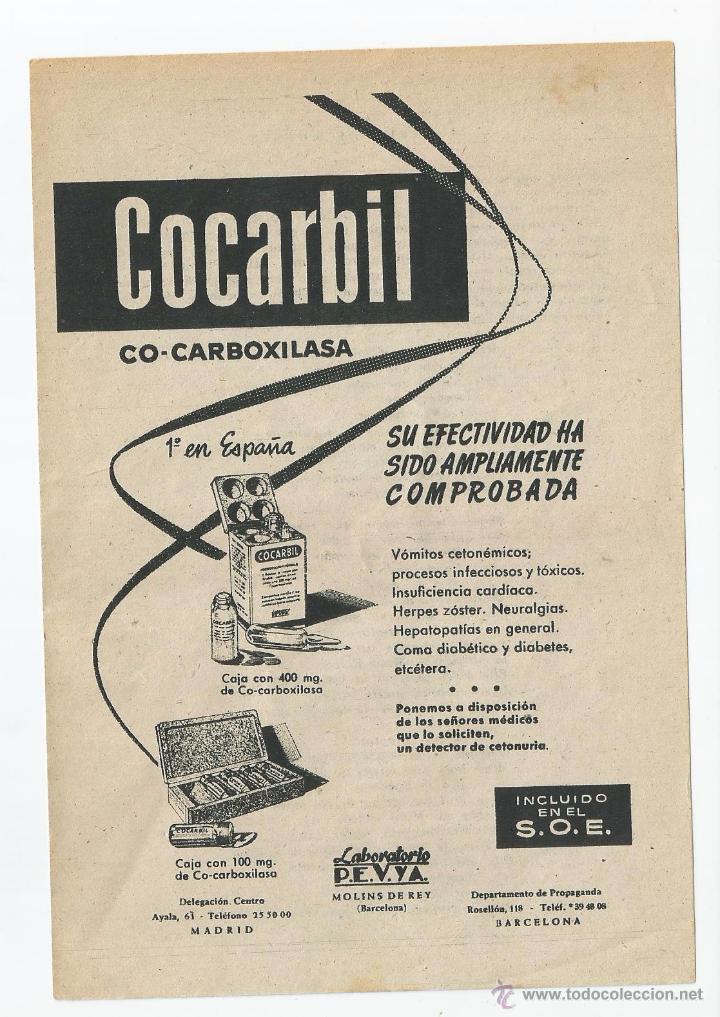 Cocarbil
CO-CARBOXILASA
1º en España
SU EFECTIVIDAD HA
SIDO AMPLIAMENTE
COMPROBADA
COCARBIL
Vómitos cetonémicos;
procesos infecciosos y tóxicos.
Insuficiencia cardíaca.
Herpes zóster. Neuralgias.
Hepatopatías en general.
Coma diabético y diabetes,
etcétera.
Caja con 400 mg.
de Co-carboxilasa
Ponemos a disposición
de los señores médicos
que lo soliciten,
un detector de cetonuria.
COCARBIL
Caja con 100 mg.
de Co-carboxilasa
INCLUIDO
EN EL
S.O.E.
Laboratorio
P.E.V.YA.
MOLINS DE REY
(Barcelona)
Delegación Centro
Ayala, 61 - Teléfono 25 50 00
MADRID
Departamento de Propaganda
Rosellón, 118 - Teléf. *39 48 08
BARCELONA
www.todocoleccion.net